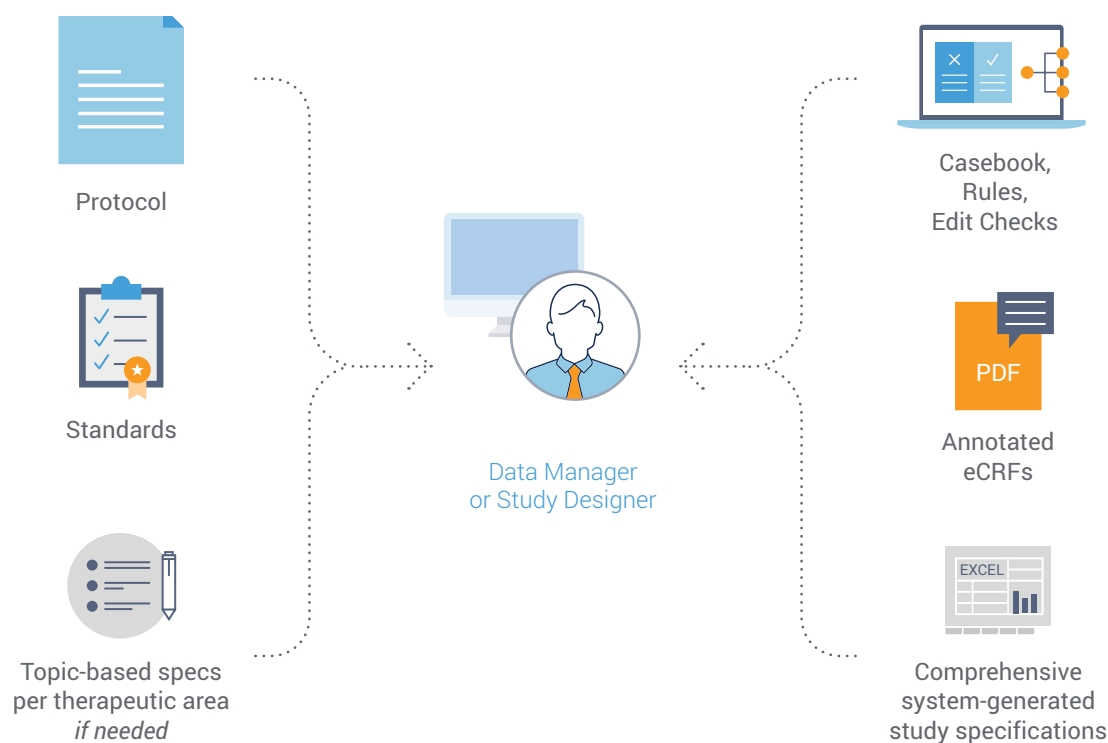 Protocol
Standards
Topic-based specs
per therapeutic area
if needed
Data Manager
or Study Designer
Casebook,
Rules,
Edit Checks
PDF
Annotated
eCRFs
EXCEL
Comprehensive
system-generated
study specifications